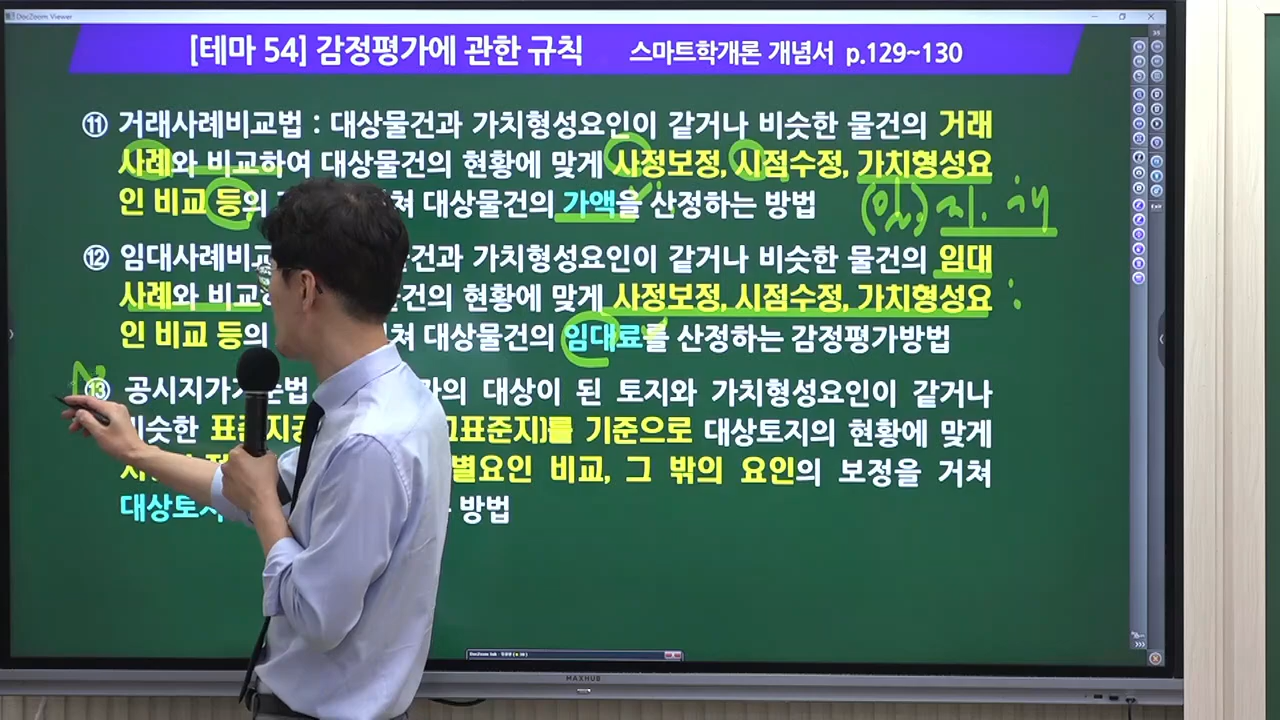 DocZoom Viewer
[테마 54] 감정평가에 관한 규칙 스마트학개론 개념서 p.129~130
⑪ 거래사례비교법 : 대상물건과 가치형성요인이 같거나 비슷한 물건의 거래
사례와 비교하여 대상물건의 현황에 맞게 사정보정, 시점수정, 가치형성요
인 비교 등의 대상물건의 가액을 산정하는 방법
⑫ 임대사례비교 가치형성요인이 같거나 비슷한 물건의 임대
사례와 비교 현황에 맞게 사정보정, 시점수정, 가치형성요
인 비교 등의 대상물건의 임대료를 산정하는 감정평가방법
⑬ 공시지가기준법 대상이 된 토지와 가치형성요인이 같거나
비슷한 기준으로 대상토지의 현황에 맞게
비교, 그 밖의 요인의 보정을 거쳐
대상토지 방법
MAXHUB